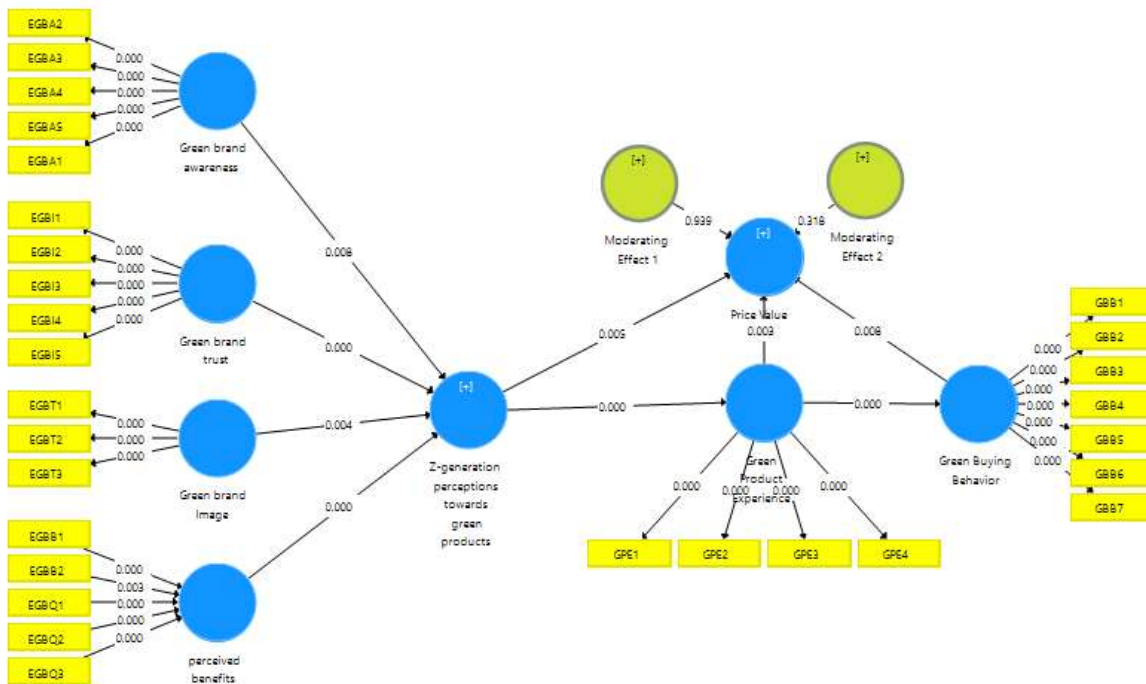 EGBA2
EGBA3
EGBA4
EGBA5
EGBA1
0.000
0.000
0.000
0.000
0.000
Green brand
awareness
0.008
EGBI1
EGBI2
EGBI3
EGBI4
EGBI5
0.000
0.000
0.000
0.000
0.000
Green brand
trust
0.000
EGBT1
EGBT2
EGBT3
0.000
0.000
0.000
Green brand
Image
0.004
EGBB1
EGBB2
EGBQ1
EGBQ2
EGBQ3
0.000
0.003
0.000
0.000
0.000
perceived
benefits
0.000
[+]
Z-generation
perceptions
towards
green
products
0.005
0.000
[+]
Moderating
Effect 1
0.939
[+]
Moderating
Effect 2
0.318
[+]
Price Value
0.003
0.008
Green
Product
Experience
0.000
0.000
0.000
0.000
0.000
GPE1
GPE2
GPE3
GPE4
Green Buying
Behavior
0.000
0.000
0.000
0.000
0.000
0.000
0.000
GBB1
GBB2
GBB3
GBB4
GBB5
GBB6
GBB7